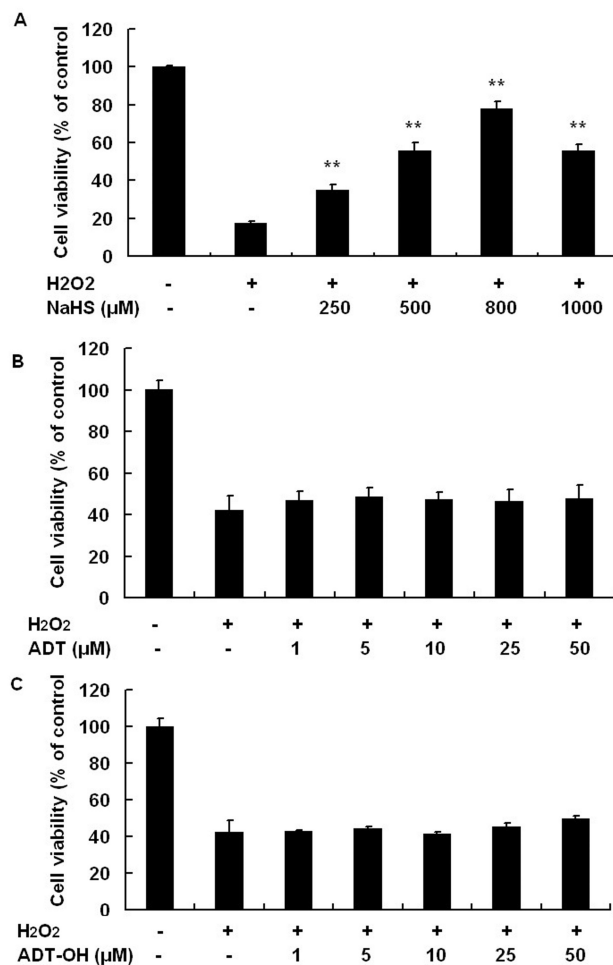 A
Cell viability (% of control
120
100
80
60
40
20
0
** ** ** **
H2O2 - + + + + +
NaHS (µM) - - 250 500 800 1000
B
Cell viability (% of control
120
100
80
60
40
20
0
H2O2 - + + + + + +
ADT (µM) - - 1 5 10 25 50
C
Cell viability (% of control
120
100
80
60
40
20
0
H2O2 - + + + + + +
ADT-OH (µM) - - 1 5 10 25 50